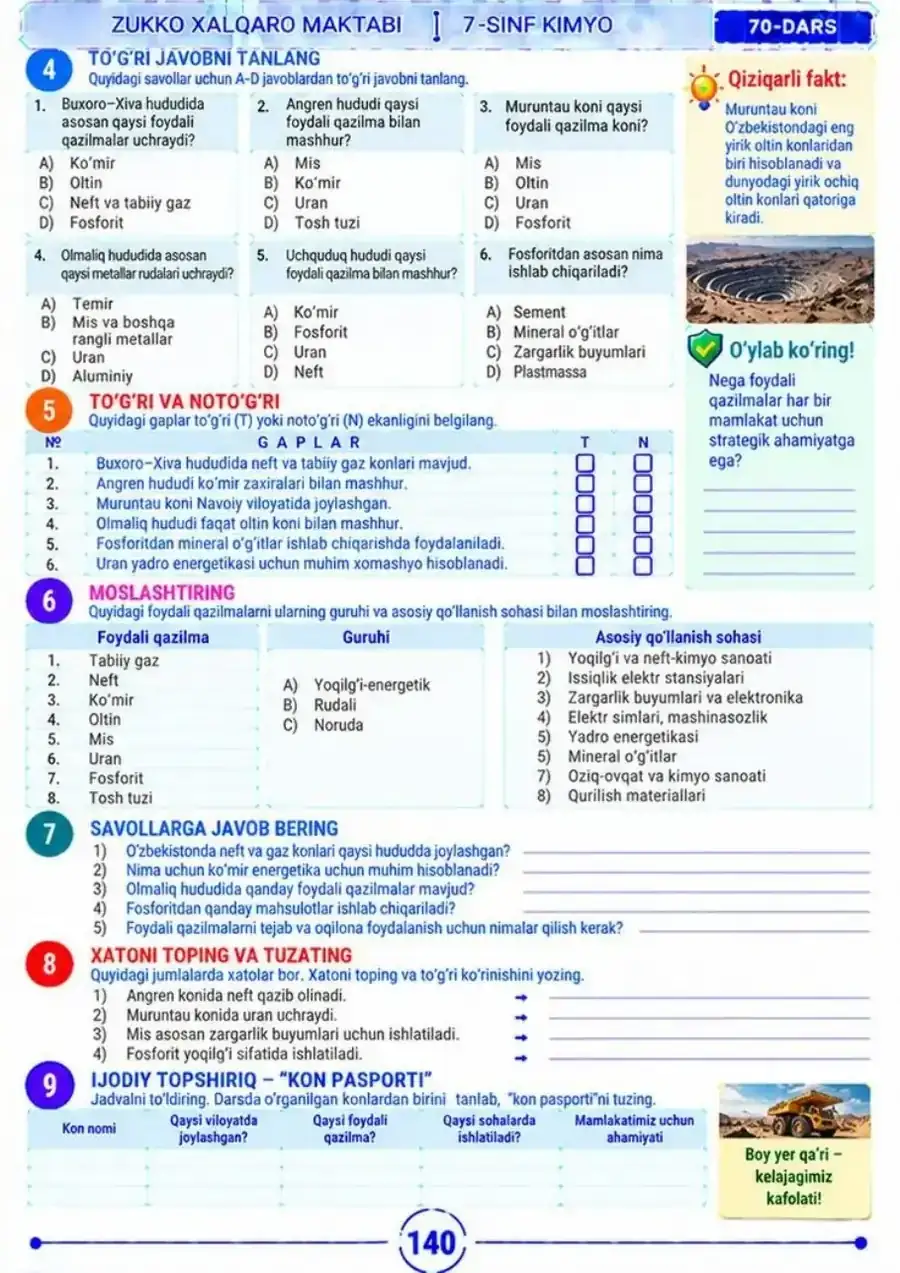 ZUKKO XALQARO MAKTABI
7-SINF KIMYO
70-DARS
4
TO‘G‘RI JAVOBNI TANLANG
Quyidagi savollar uchun A-D javoblardan to‘g‘ri javobni tanlang.
1. Buxoro–Xiva hududida
asosan qaysi foydali
qazilmalar uchraydi?
A) Ko‘mir
B) Oltin
C) Neft va tabiiy gaz
D) Fosforit
2. Angren hududi qaysi
foydali qazilma bilan
mashhur?
A) Mis
B) Ko‘mir
C) Uran
D) Tosh tuzi
3. Muruntau koni qaysi
foydali qazilma koni?
A) Mis
B) Oltin
C) Uran
D) Fosforit
4. Olmaliq hududida asosan
qaysi metallar rudalari uchraydi?
A) Temir
B) Mis va boshqa
rangli metallar
C) Uran
D) Aluminiy
5. Uchquduq hududi qaysi
foydali qazilma bilan mashhur?
A) Ko‘mir
B) Fosforit
C) Uran
D) Neft
6. Fosforitdan asosan nima
ishlab chiqariladi?
A) Sement
B) Mineral o‘g‘itlar
C) Zargarlik buyumlari
D) Plastmassa
Qiziqarli fakt:
Muruntau koni
O‘zbekistondagi eng
yirik oltin konlaridan
biri hisoblanadi va
dunyodagi yirik ochiq
oltin konlari qatoriga
kiradi.
O‘ylab ko‘ring!
Nega foydali
qazilmalar har bir
mamlakat uchun
strategik ahamiyatga
ega?
5
TO‘G‘RI VA NOTO‘G‘RI
Quyidagi gaplar to‘g‘ri (T) yoki noto‘g‘ri (N) ekanligini belgilang.
№ GAPLAR T N
1. Buxoro–Xiva hududida neft va tabiiy gaz konlari mavjud.
2. Angren hududi ko‘mir zaxiralari bilan mashhur.
3. Muruntau koni Navoiy viloyatida joylashgan.
4. Olmaliq hududi faqat oltin koni bilan mashhur.
5. Fosforitdan mineral o‘g‘itlar ishlab chiqarishda foydalaniladi.
6. Uran yadro energetikasi uchun muhim xomashyo hisoblanadi.
6
MOSLASHTIRING
Quyidagi foydali qazilmalarni ularning guruhi va asosiy qo‘llanish sohasi bilan moslashtiring.
Foydali qazilma
1. Tabiiy gaz
2. Neft
3. Ko‘mir
4. Oltin
5. Mis
6. Uran
7. Fosforit
8. Tosh tuzi
Guruhi
A) Yoqilg‘i-energetik
B) Rudali
C) Noruda
Asosiy qo‘llanish sohasi
1) Yoqilg‘i va neft-kimyo sanoati
2) Issiqlik elektr stansiyalari
3) Zargarlik buyumlari va elektronika
4) Elektr simlari, mashinasozlik
5) Yadro energetikasi
5) Mineral o‘g‘itlar
7) Oziq-ovqat va kimyo sanoati
8) Qurilish materiallari
7
SAVOLLARGA JAVOB BERING
1) O‘zbekistonda neft va gaz konlari qaysi hududda joylashgan?
2) Nima uchun ko‘mir energetika uchun muhim hisoblanadi?
3) Olmaliq hududida qanday foydali qazilmalar mavjud?
4) Fosforitdan qanday mahsulotlar ishlab chiqariladi?
5) Foydali qazilmalarni tejab va oqilona foydalanish uchun nimalar qilish kerak?
8
XATONI TOPING VA TUZATING
Quyidagi jumlalarda xatolar bor. Xatoni toping va to‘g‘ri ko‘rinishini yozing.
1) Angren konida neft qazib olinadi.
2) Muruntau konida uran uchraydi.
3) Mis asosan zargarlik buyumlari uchun ishlatiladi.
4) Fosforit yoqilg‘i sifatida ishlatiladi.
9
IJODIY TOPSHIRIQ – “KON PASPORTI”
Jadvalni to‘ldiring. Darsda o‘rganilgan konlardan birini tanlab, “kon pasporti”ni tuzing.
Kon nomi
Qaysi viloyatda
joylashgan?
Qaysi foydali
qazilma?
Qaysi sohalarda
ishlatiladi?
Mamlakatimiz uchun
ahamiyati
Boy yer qa‘ri –
kelajagimiz
kafolati!
140